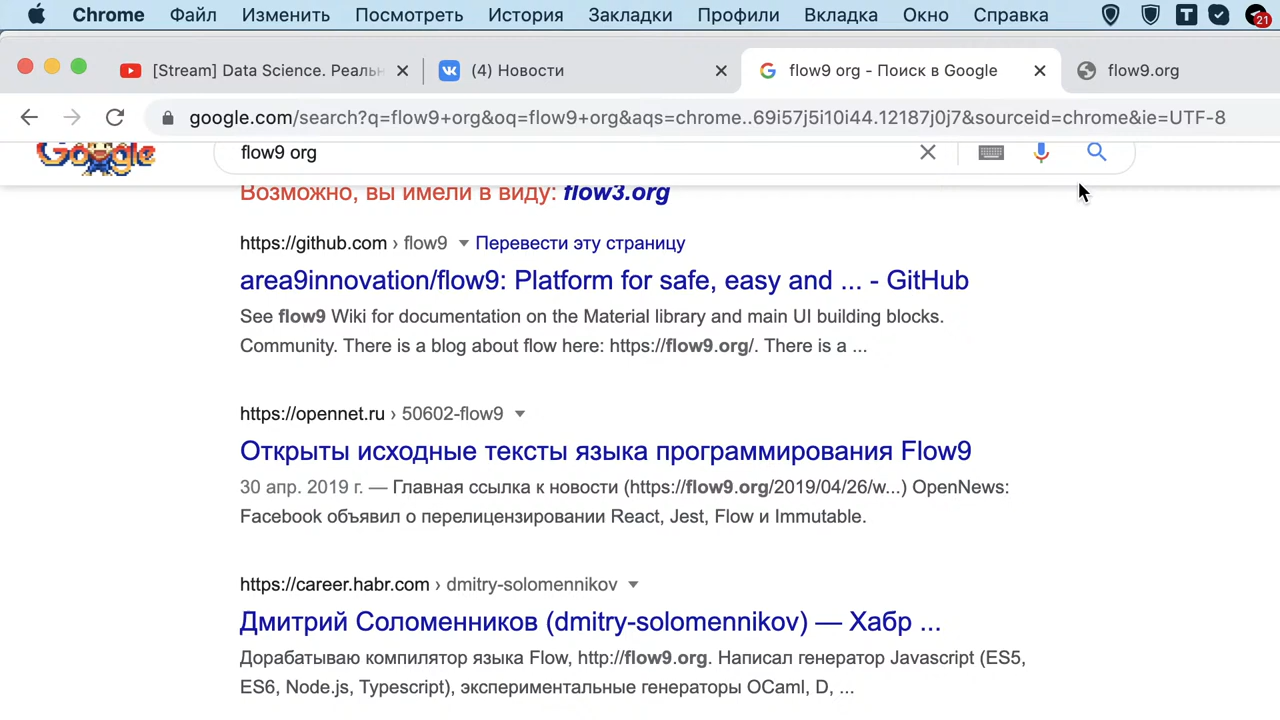 Chrome Файл Изменить Посмотреть История Закладки Профили Вкладка Окно Справка T 21
[Stream] Data Science. Реальн (4) Новости flow9 org - Поиск в Google flow9.org
google.com/search?q=flow9+org&oq=flow9+org&aqs=chrome..69i57j5i10i44.12187j0j7&sourceid=chrome&ie=UTF-8
Google flow9 org
Возможно, вы имели в виду: flow3.org
https://github.com › flow9 Перевести эту страницу
area9innovation/flow9: Platform for safe, easy and ... - GitHub
See flow9 Wiki for documentation on the Material library and main UI building blocks.
Community. There is a blog about flow here: https://flow9.org/. There is a ...
https://opennet.ru › 50602-flow9
Открыты исходные тексты языка программирования Flow9
30 апр. 2019 г. — Главная ссылка к новости (https://flow9.org/2019/04/26/w...) OpenNews:
Facebook объявил о перелицензировании React, Jest, Flow и Immutable.
https://career.habr.com › dmitry-solomennikov
Дмитрий Соломенников (dmitry-solomennikov) — Хабр ...
Дорабатываю компилятор языка Flow, http://flow9.org. Написал генератор Javascript (ES5,
ES6, Node.js, Typescript), экспериментальные генераторы OCaml, D, ...